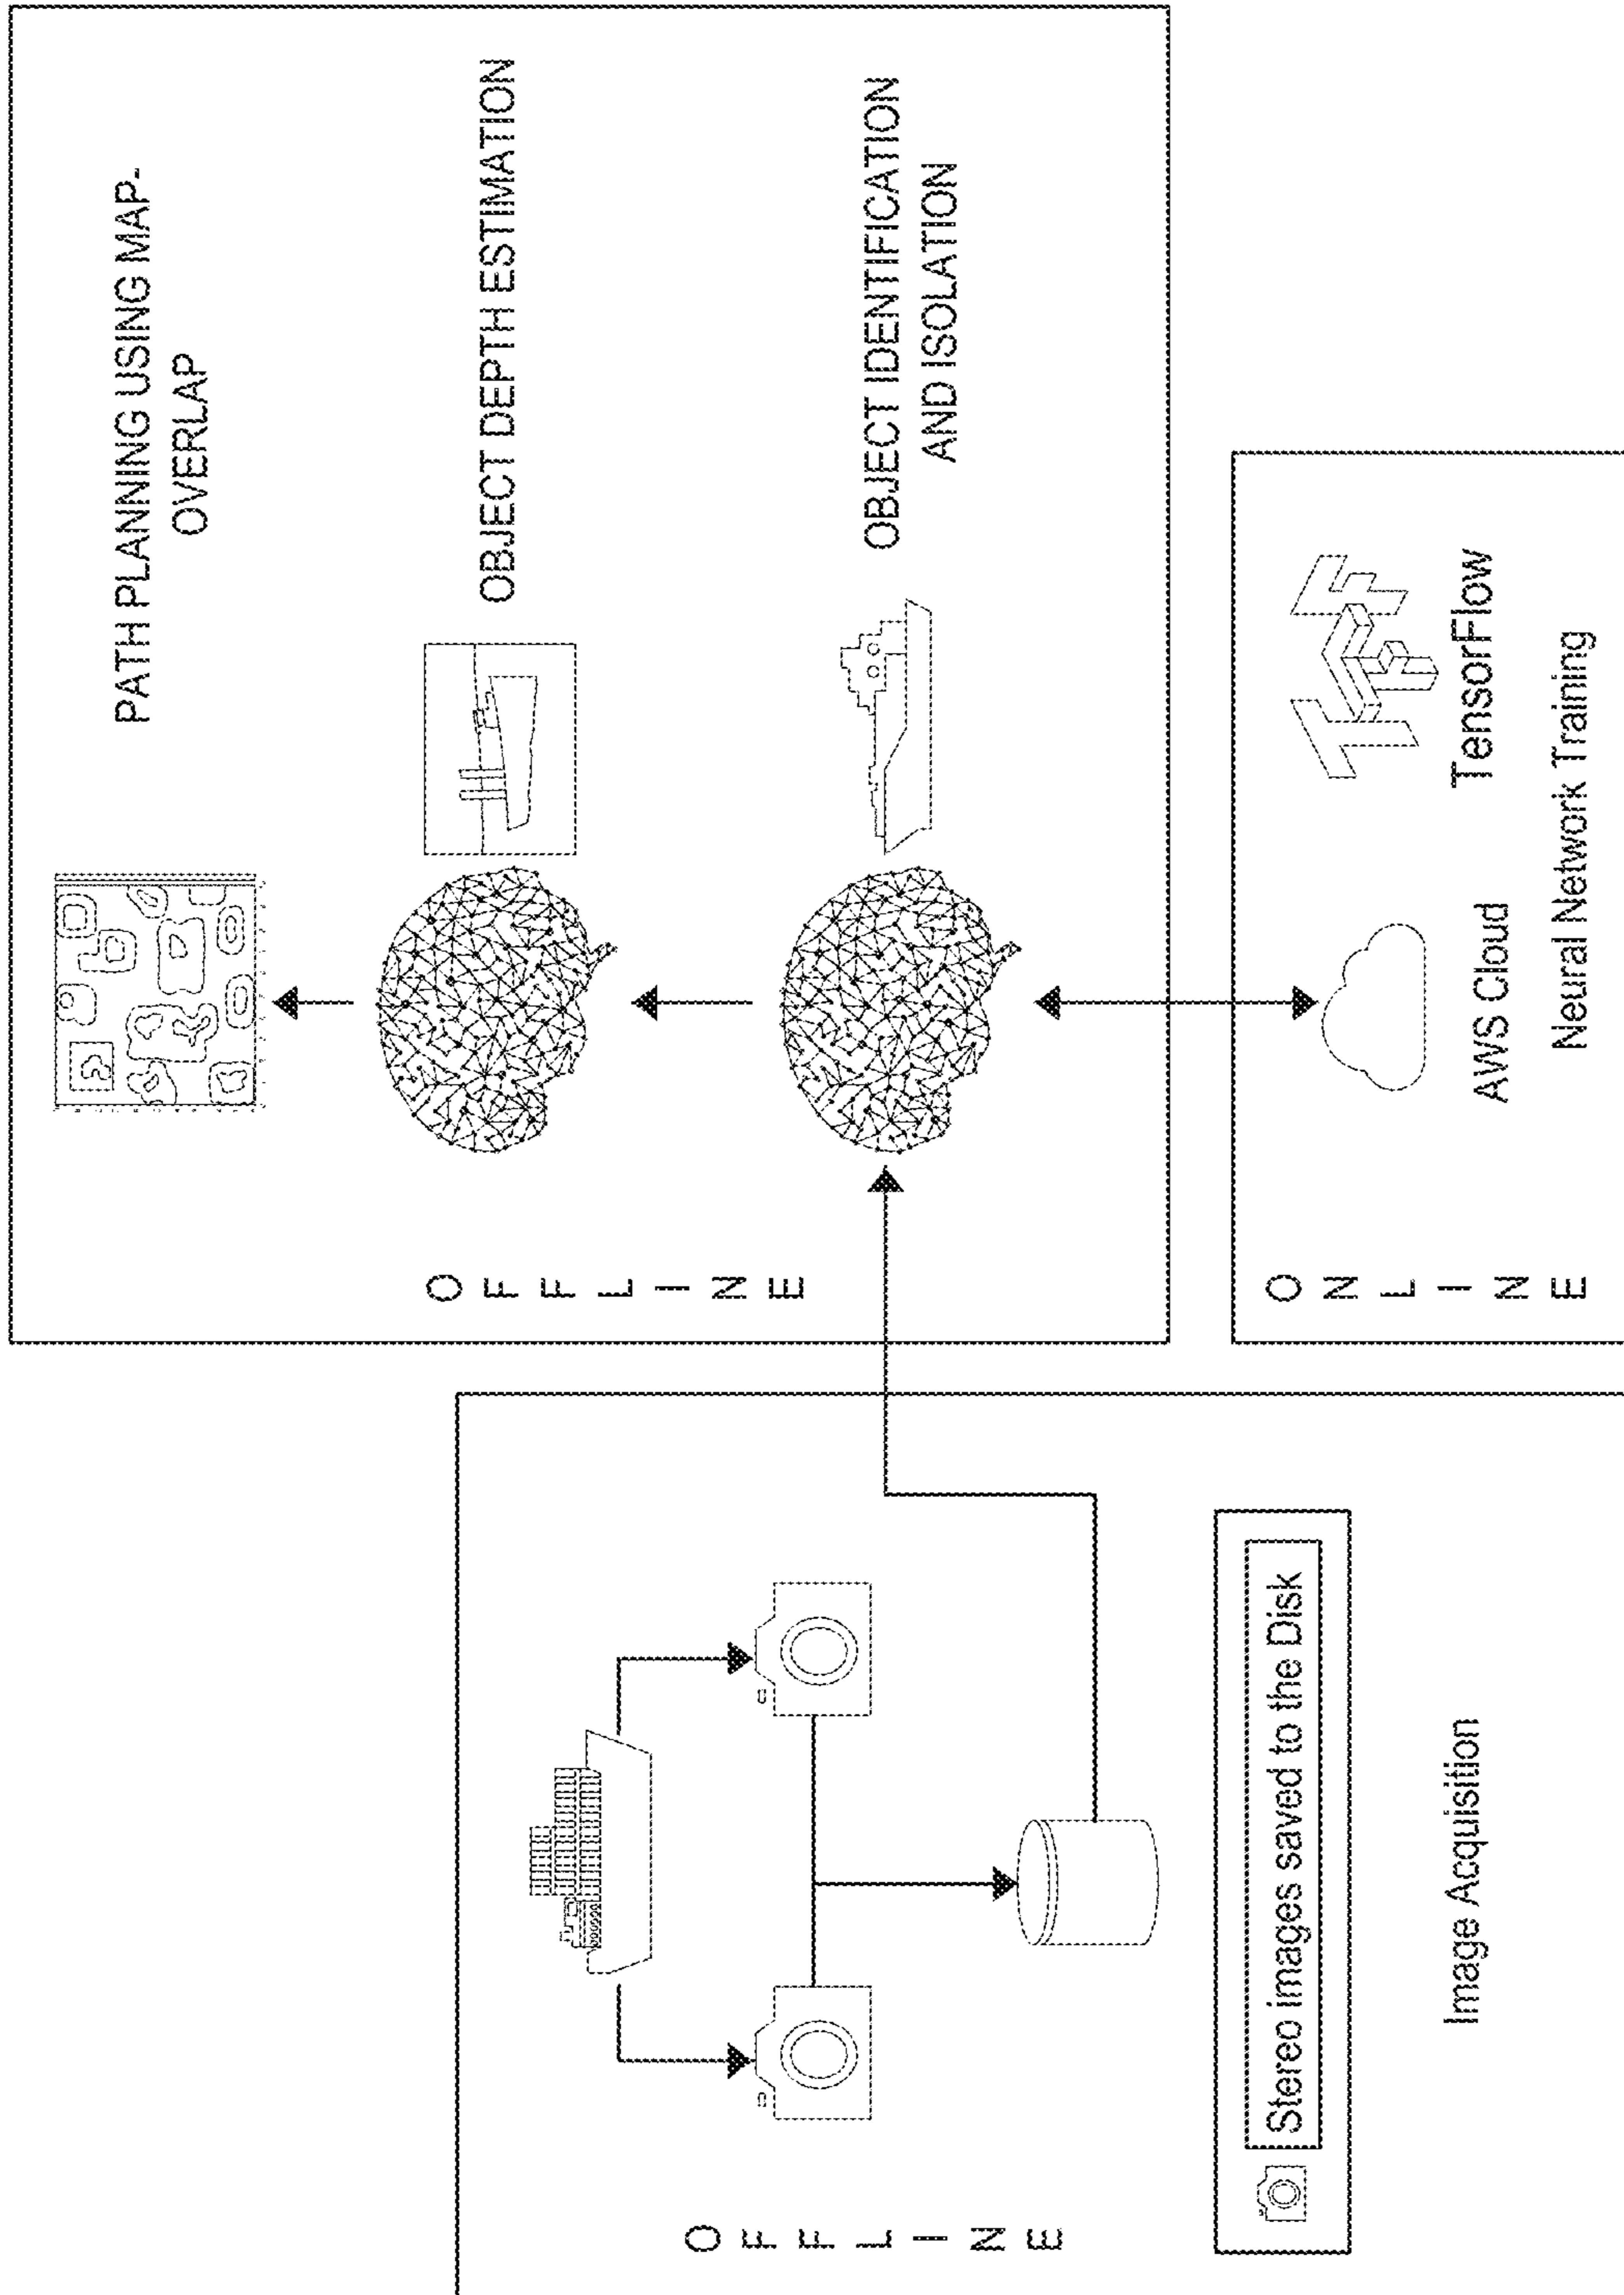 OFFLINE
Stereo images saved to the Disk
Image Acquisition
OFFLINE
PATH PLANNING USING MAP-
OVERLAP
OBJECT DEPTH ESTIMATION
OBJECT IDENTIFICATION
AND ISOLATION
ONLINE
AWS Cloud
TensorFlow
Neural Network Training